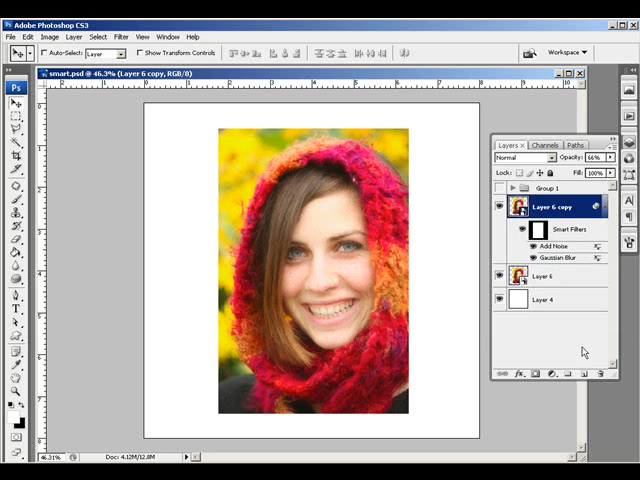 Adobe Photoshop CS3
File Edit Image Layer Select Filter View Window Help
Auto-Select: Layer Show Transform Controls Workspace
smart.psd @ 46.3% (Layer 6 copy, RGB/8)
Ps
Layers x Channels Paths
Normal Opacity: 66%
Lock: Fill: 100%
Group 1
Layer 6 copy
Smart Filters
Add Noise
Gaussian Blur
Layer 6
Layer 4
46.31% Doc: 4.12M/12.0M